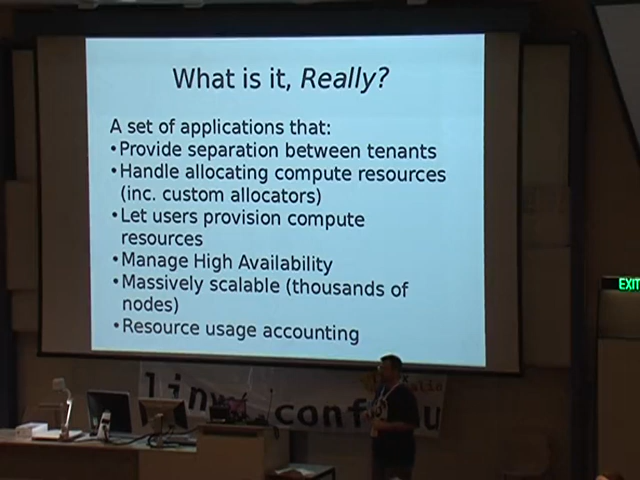 What is it, Really?
A set of applications that:
•Provide separation between tenants
•Handle allocating compute resources
(inc. custom allocators)
•Let users provision compute
resources
•Manage High Availability
•Massively scalable (thousands of
nodes)
•Resource usage accounting
EXIT
.conf